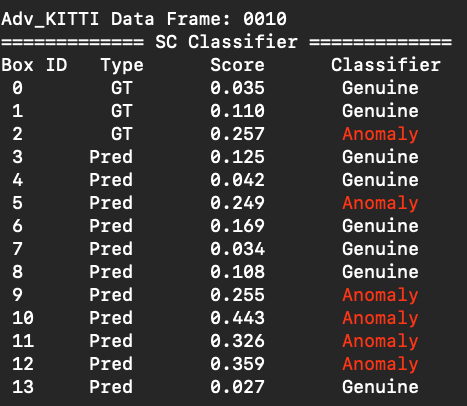 Adv_KITTI Data Frame: 0010
============= SC Classifier =============
Box ID Type Score Classifier
0 GT 0.035 Genuine
1 GT 0.110 Genuine
2 GT 0.257 Anomaly
3 Pred 0.125 Genuine
4 Pred 0.042 Genuine
5 Pred 0.249 Anomaly
6 Pred 0.169 Genuine
7 Pred 0.034 Genuine
8 Pred 0.108 Genuine
9 Pred 0.255 Anomaly
10 Pred 0.443 Anomaly
11 Pred 0.326 Anomaly
12 Pred 0.359 Anomaly
13 Pred 0.027 Genuine